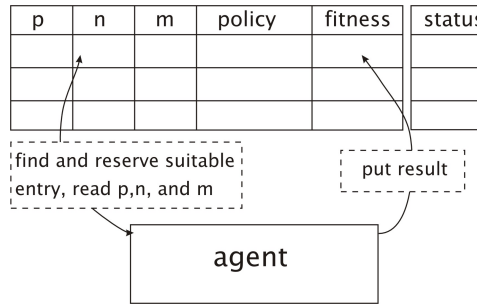 p n m policy fitness status
find and reserve suitable
entry, read p,n, and m
put result
agent